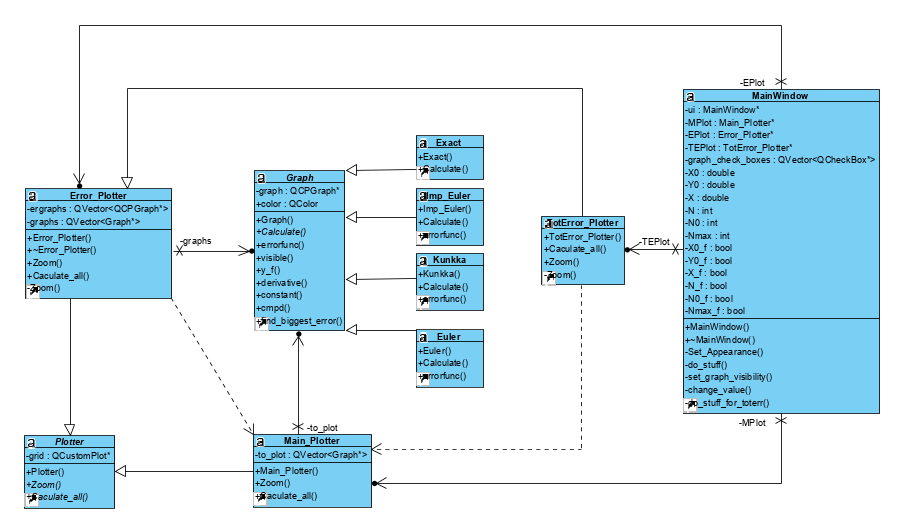 -EPlot
MainWindow
-ui : MainWindow*
-MPlot : Main_Plotter*
-EPlot : Error_Plotter*
-TEPlot : TotError_Plotter*
-graph_check_boxes : QVector<QCheckBox*>
-X0 : double
-Y0 : double
-X : double
-N : int
-N0 : int
-Nmax : int
-X0_f : bool
-Y0_f : bool
-X_f : bool
-N_f : bool
-N0_f : bool
-Nmax_f : bool
+MainWindow()
+~MainWindow()
-Set_Appearance()
-do_stuff()
-set_graph_visibility()
-change_value()
-do_stuff_for_toterr()
-MPlot
Exact
+Exact()
+Calculate()
Graph
-graph : QCPGraph*
+color : QColor
+Graph()
+Calculate()
+errorfunc()
+visible()
+y_f()
+derivative()
+constant()
+cmpd()
+find_biggest_error()
Error_Plotter
-ergraphs : QVector<QCPGraph*>
-graphs : QVector<Graph*>
+Error_Plotter()
+~Error_Plotter()
+Zoom()
+Caculate_all()
-Zoom()
-graphs
Imp_Euler
+Imp_Euler()
+Calculate()
+errorfunc()
TotError_Plotter
+TotError_Plotter()
+Caculate_all()
+Zoom()
-Zoom()
-TEPlot
Kunkka
+Kunkka()
+Calculate()
+errorfunc()
Euler
+Euler()
+Calculate()
+errorfunc()
-to_plot
Plotter
-grid : QCustomPlot*
+Plotter()
+Zoom()
+Caculate_all()
Main_Plotter
-to_plot : QVector<Graph*>
+Main_Plotter()
+Zoom()
+Caculate_all()